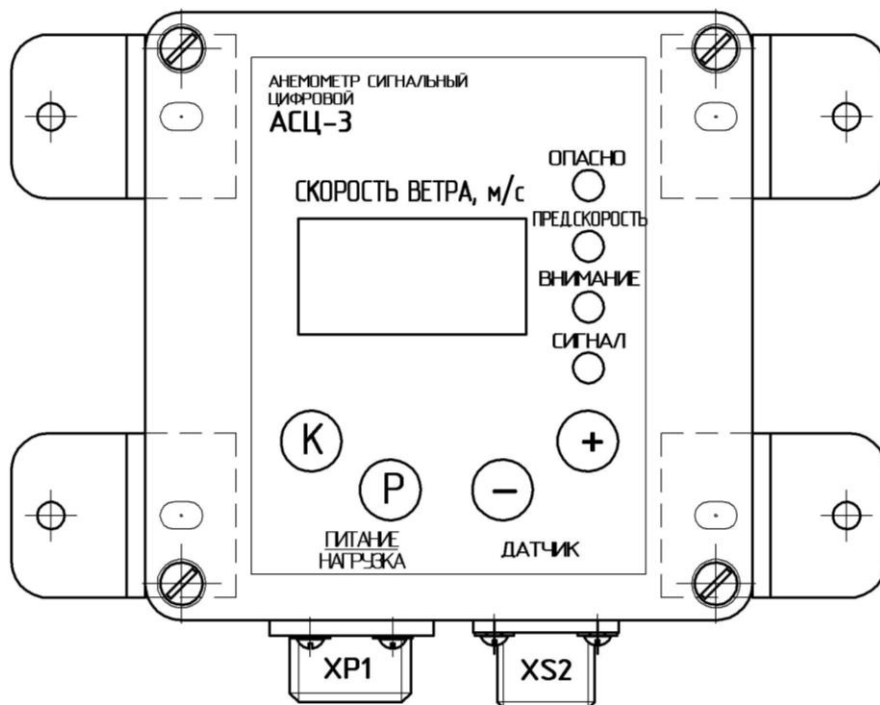 АНЕМОМЕТР СИГНАЛЬНЫЙ
ЦИФРОВОЙ
АСЦ-3
ОПАСНО
СКОРОСТЬ ВЕТРА, м/с
ПРЕД.СКОРОСТЬ
ВНИМАНИЕ
СИГНАЛ
К
+
Р
−
ПИТАНИЕ
НАГРУЗКА
ДАТЧИК
XP1
XS2